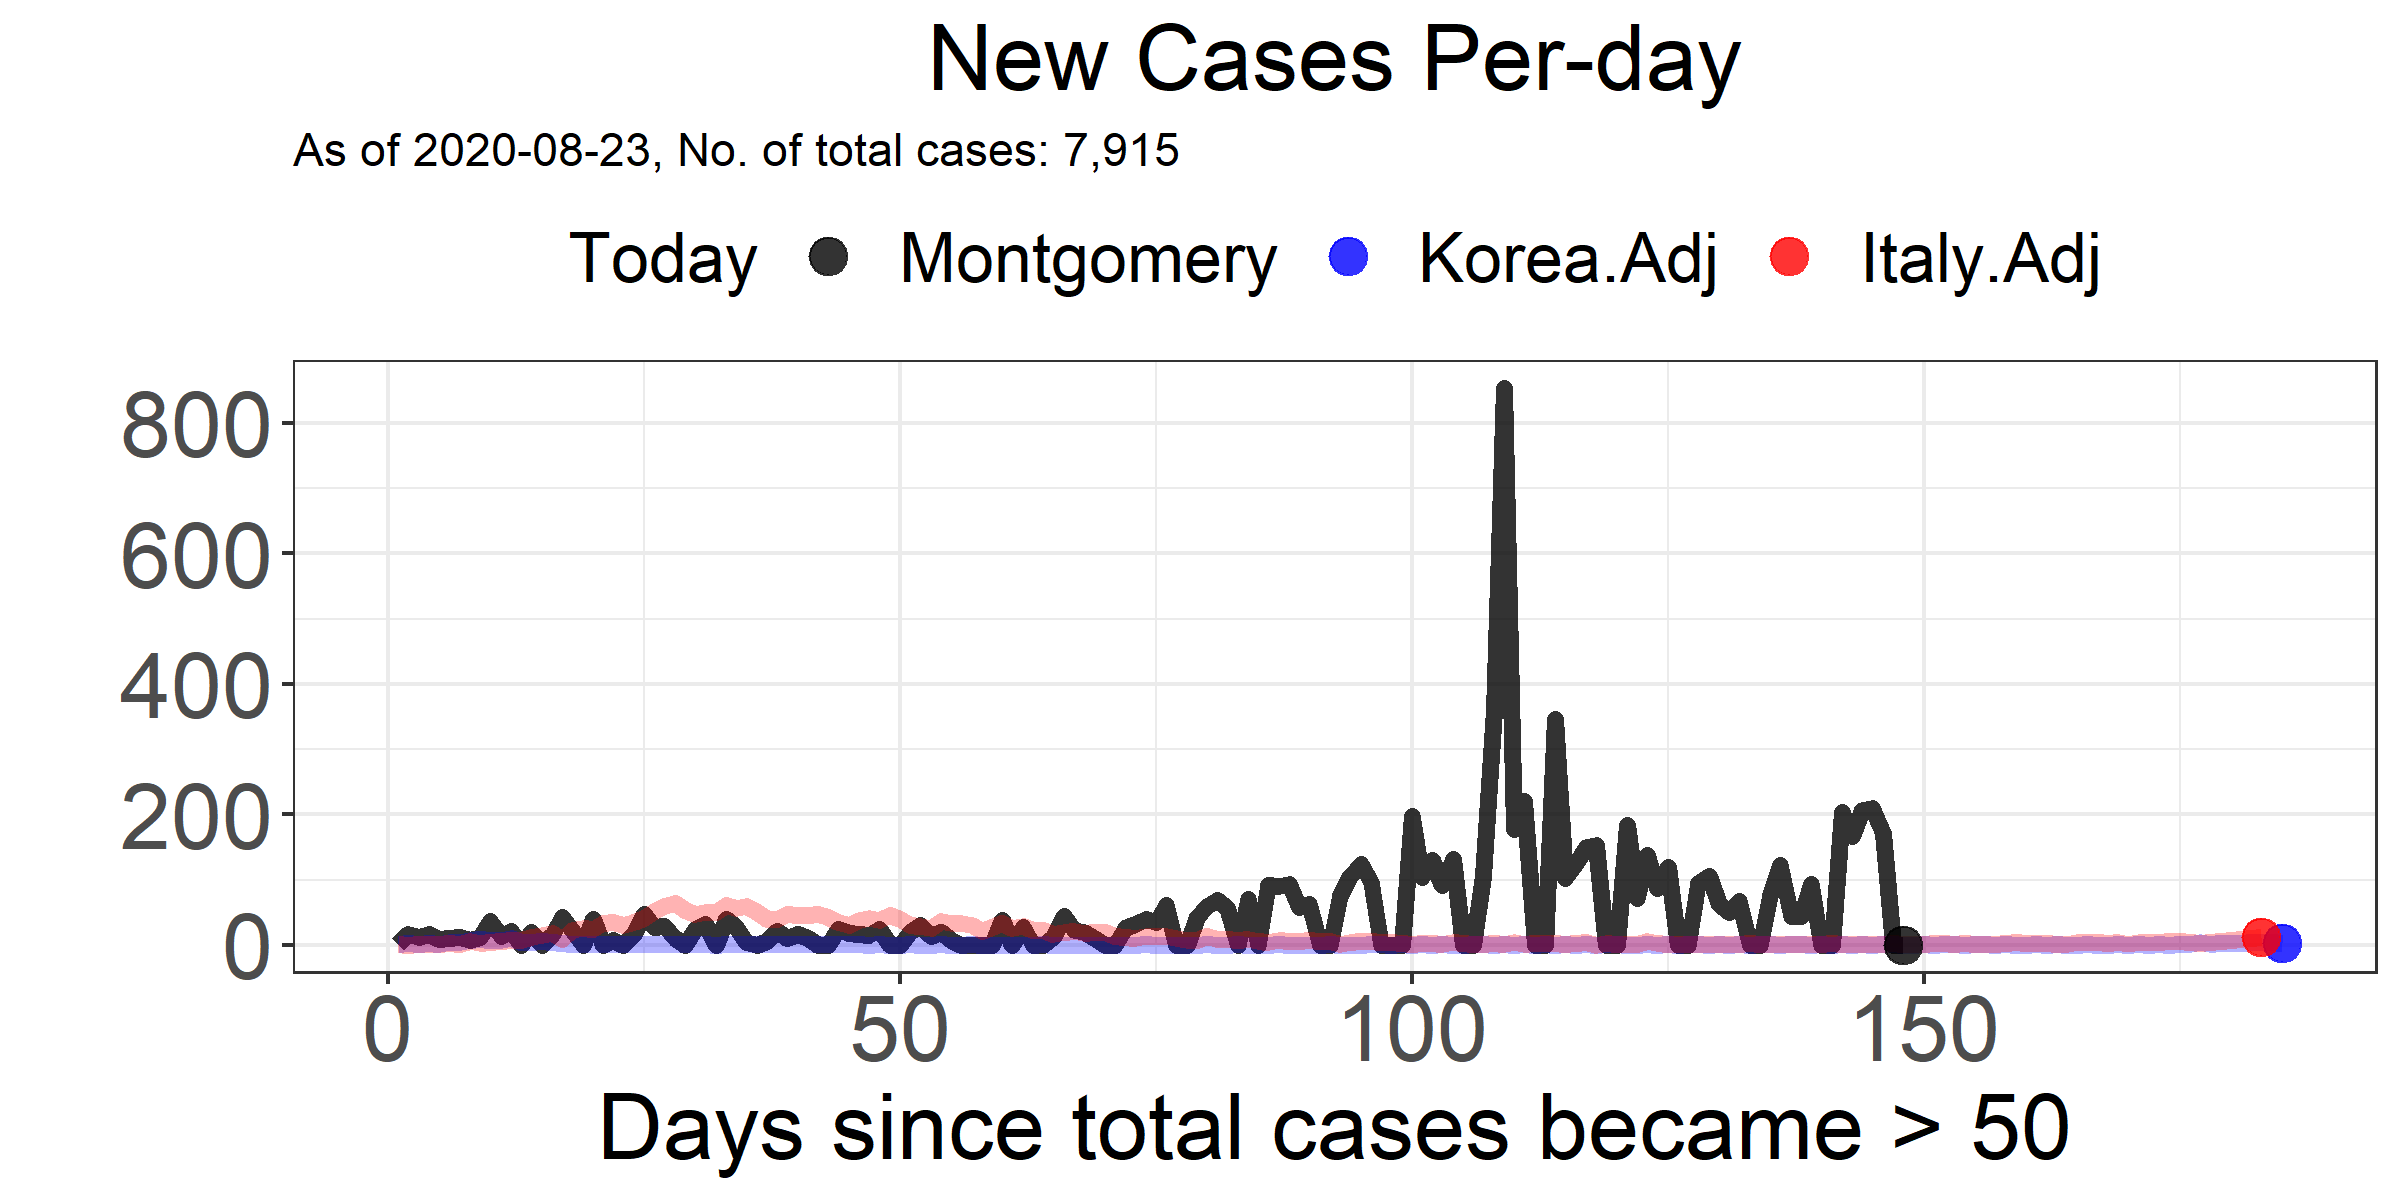 New Cases Per-day
As of 2020-08-23, No. of total cases: 7,915
Today Montgomery Korea.Adj Italy.Adj
800
600
400
200
0
0 50 100 150
Days since total cases became > 50